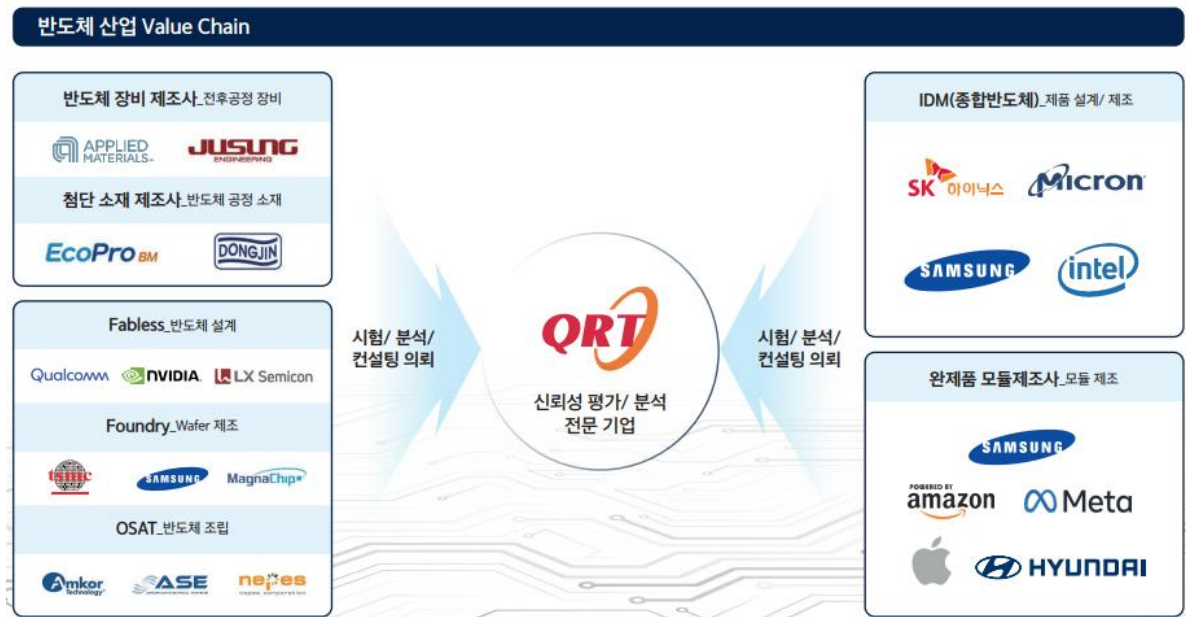 반도체 산업 Value Chain
반도체 장비 제조사_전후공정 장비
APPLIED
MATERIALS
JUSUNG
ENGINEERING
첨단 소재 제조사_반도체 공정 소재
EcoPro BM
DONGJIN
Fabless_반도체 설계
Qualcomm
NVIDIA
LX Semicon
Foundry_Wafer 제조
tsmc
SAMSUNG
MagnaChip
OSAT_반도체 조립
Amkor
Technology
ASE
nepes
nepes corporation
시험/ 분석/
컨설팅 의뢰
QRT
신뢰성 평가/ 분석
전문 기업
시험/ 분석/
컨설팅 의뢰
IDM(종합반도체)_제품 설계/ 제조
SK 하이닉스
Micron
SAMSUNG
intel
완제품 모듈제조사_모듈 제조
SAMSUNG
POWERED BY
amazon
Meta
HYUNDAI